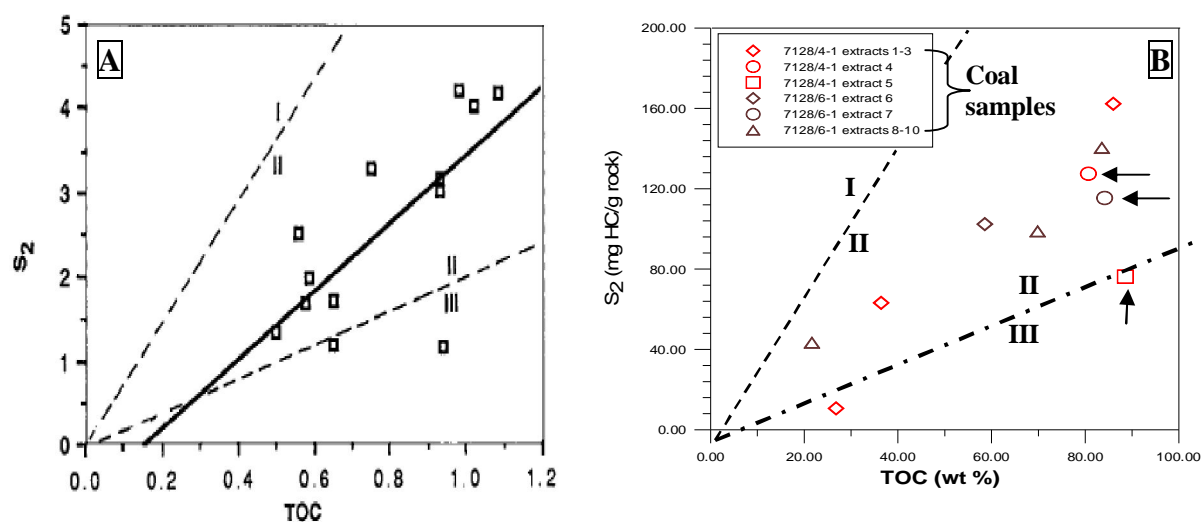 A
5
4
3
2
1
0
S2
I
II
II
III
0.0
0.2
0.4
0.6
0.8
1.0
1.2
TOC
B
200.00
160.00
120.00
80.00
40.00
0.00
S2 (mg HC/g rock)
7128/4-1 extracts 1-3
7128/4-1 extract 4
7128/4-1 extract 5
7128/6-1 extract 6
7128/6-1 extract 7
7128/6-1 extracts 8-10
Coal
samples
I
II
II
III
0.00
20.00
40.00
60.00
80.00
100.00
TOC (wt %)